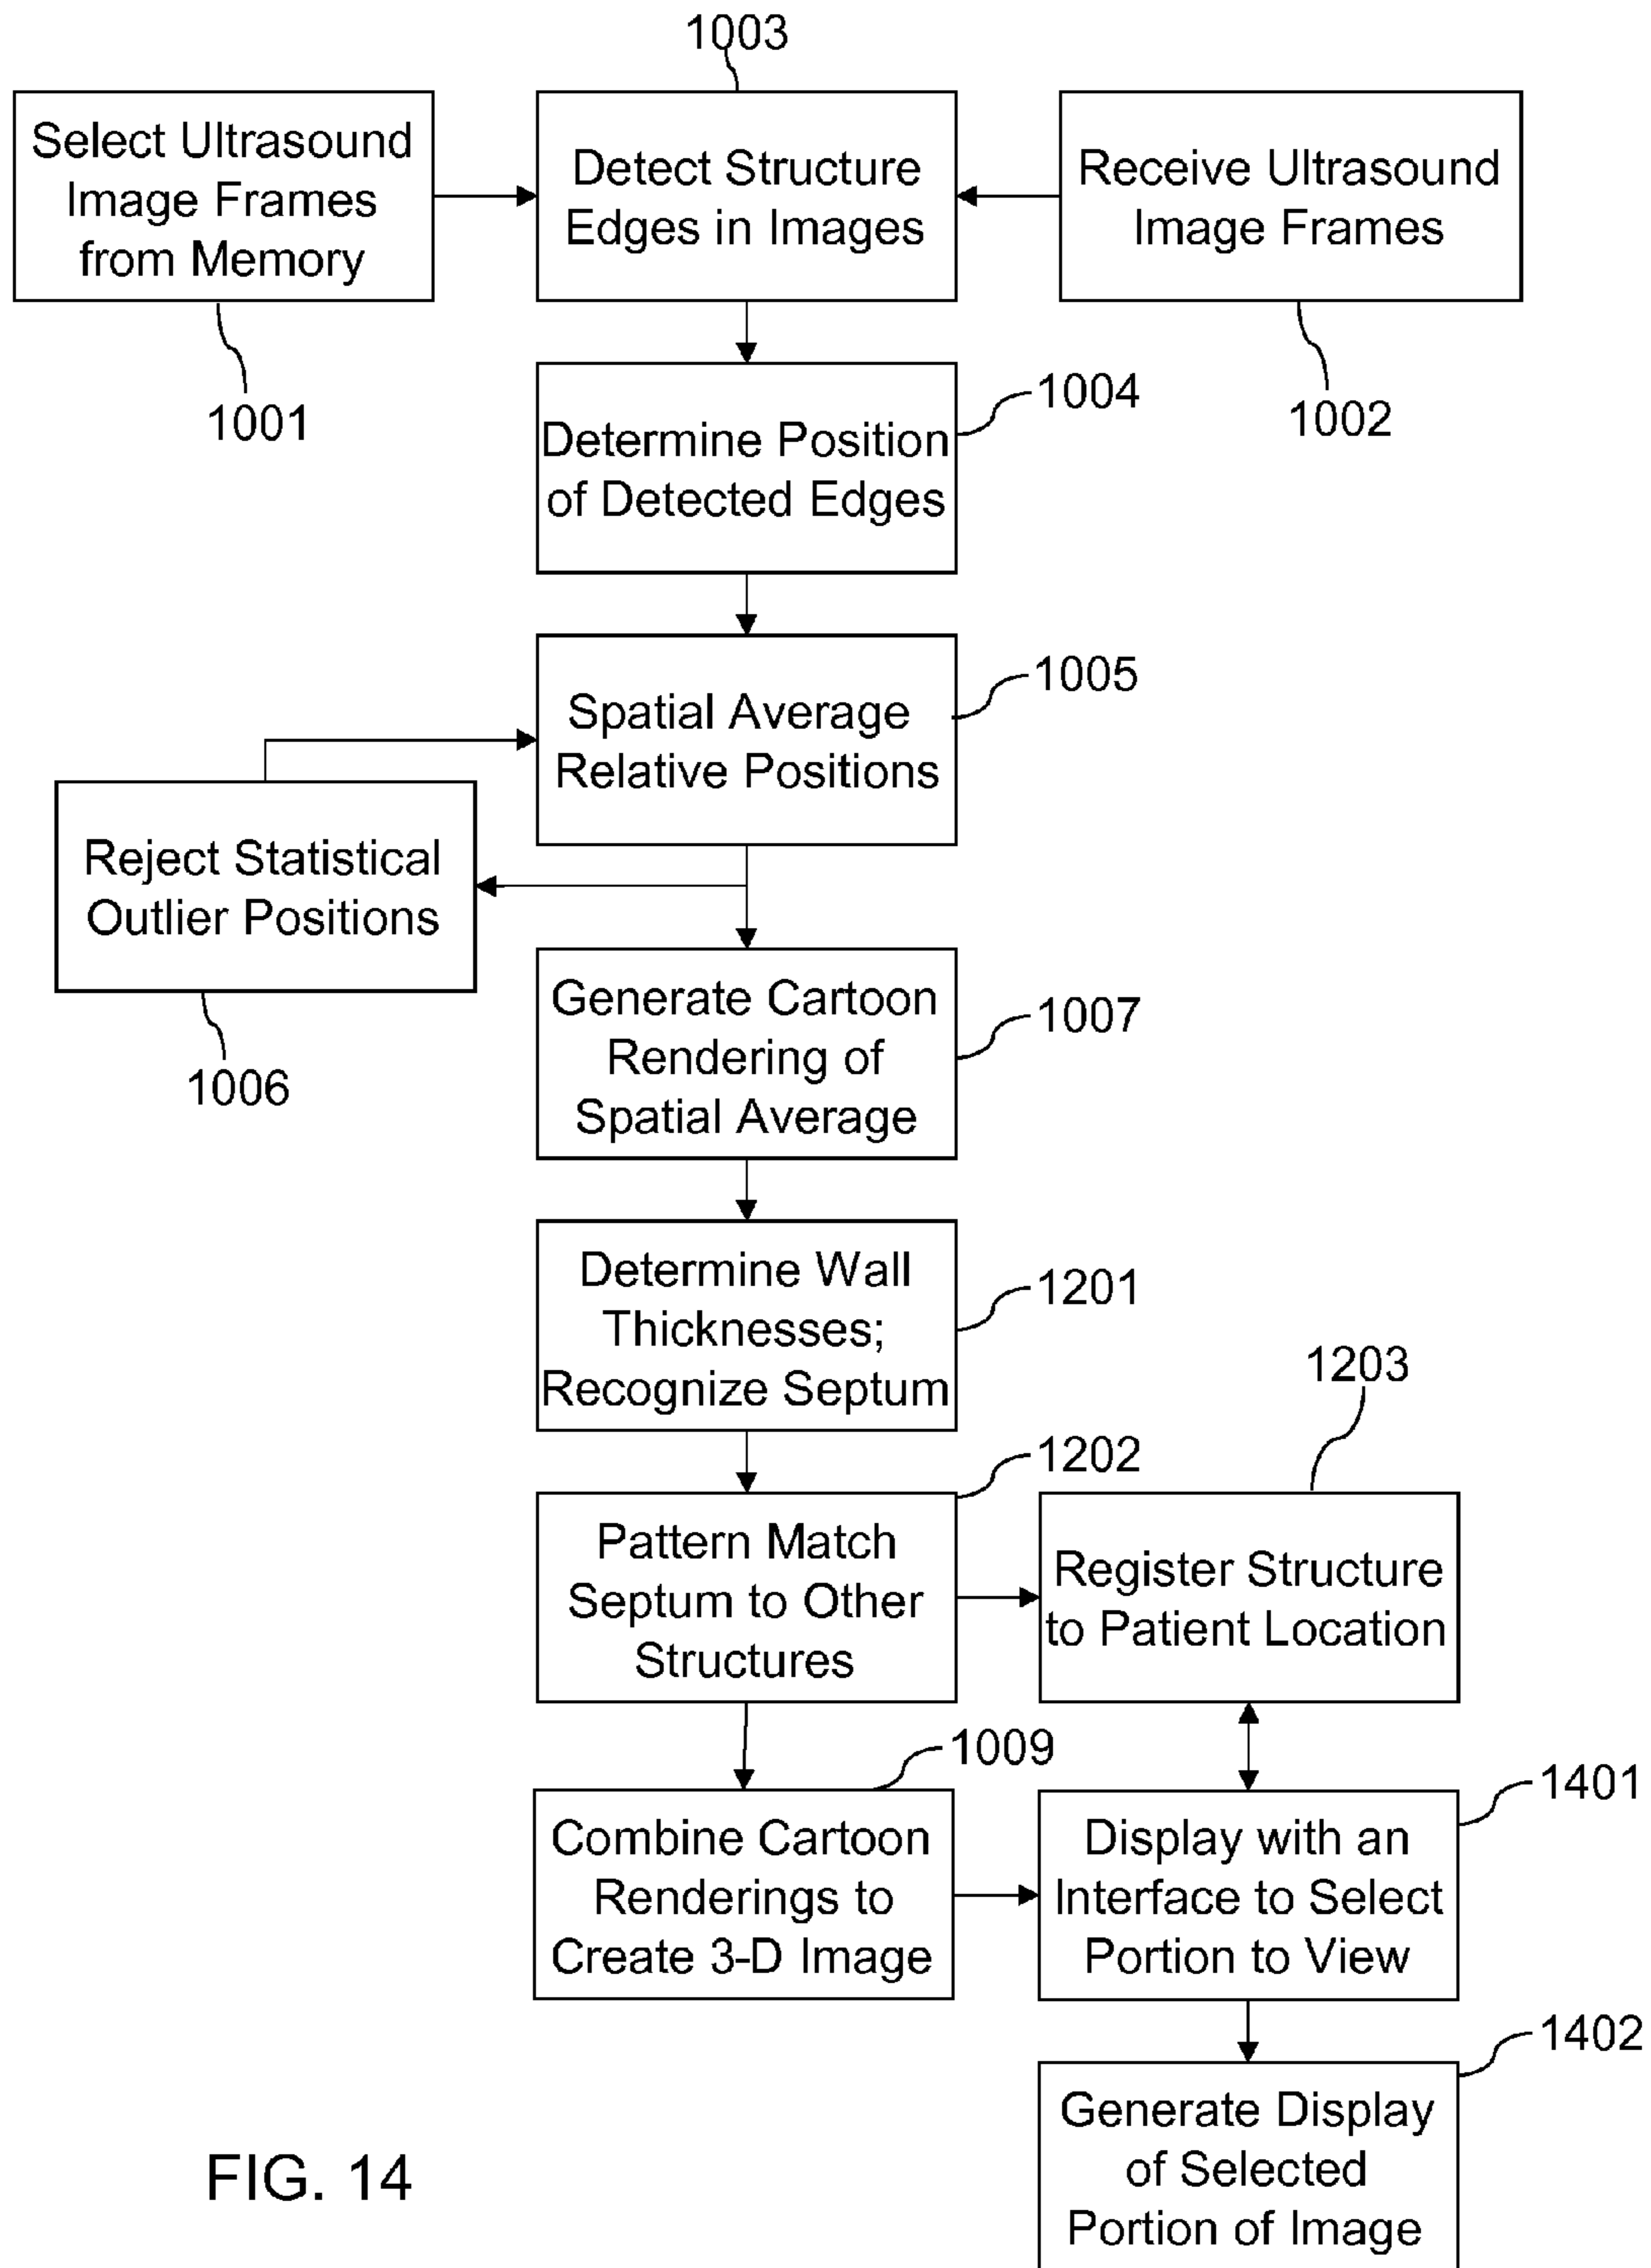 1003
Select Ultrasound
Image Frames
from Memory
Detect Structure
Edges in Images
Receive Ultrasound
Image Frames
1001
1002
1004
Determine Position
of Detected Edges
1005
Spatial Average
Relative Positions
Reject Statistical
Outlier Positions
1006
Generate Cartoon
Rendering of
Spatial Average
1007
Determine Wall
Thicknesses;
Recognize Septum
1201
1203
1202
Pattern Match
Septum to Other
Structures
Register Structure
to Patient Location
1009
1401
Combine Cartoon
Renderings to
Create 3-D Image
Display with an
Interface to Select
Portion to View
1402
Generate Display
of Selected
Portion of Image
FIG. 14